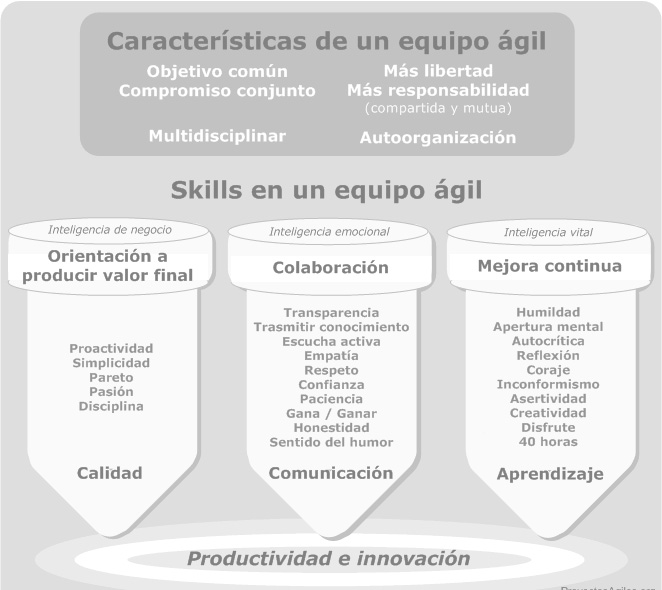 Características de un equipo ágil
Objetivo común
Compromiso conjunto
Más libertad
Más responsabilidad
(compartida y mutua)
Multidisciplinar
Autoorganización
Skills en un equipo ágil
Inteligencia de negocio
Orientación a
producir valor final
Proactividad
Simplicidad
Pareto
Pasión
Disciplina
Calidad
Inteligencia emocional
Colaboración
Transparencia
Trasmitir conocimiento
Escucha activa
Empatía
Respeto
Confianza
Paciencia
Gana / Ganar
Honestidad
Sentido del humor
Comunicación
Inteligencia vital
Mejora continua
Humildad
Apertura mental
Autocrítica
Reflexión
Coraje
Inconformismo
Asertividad
Creatividad
Disfrute
40 horas
Aprendizaje
Productividad e innovación